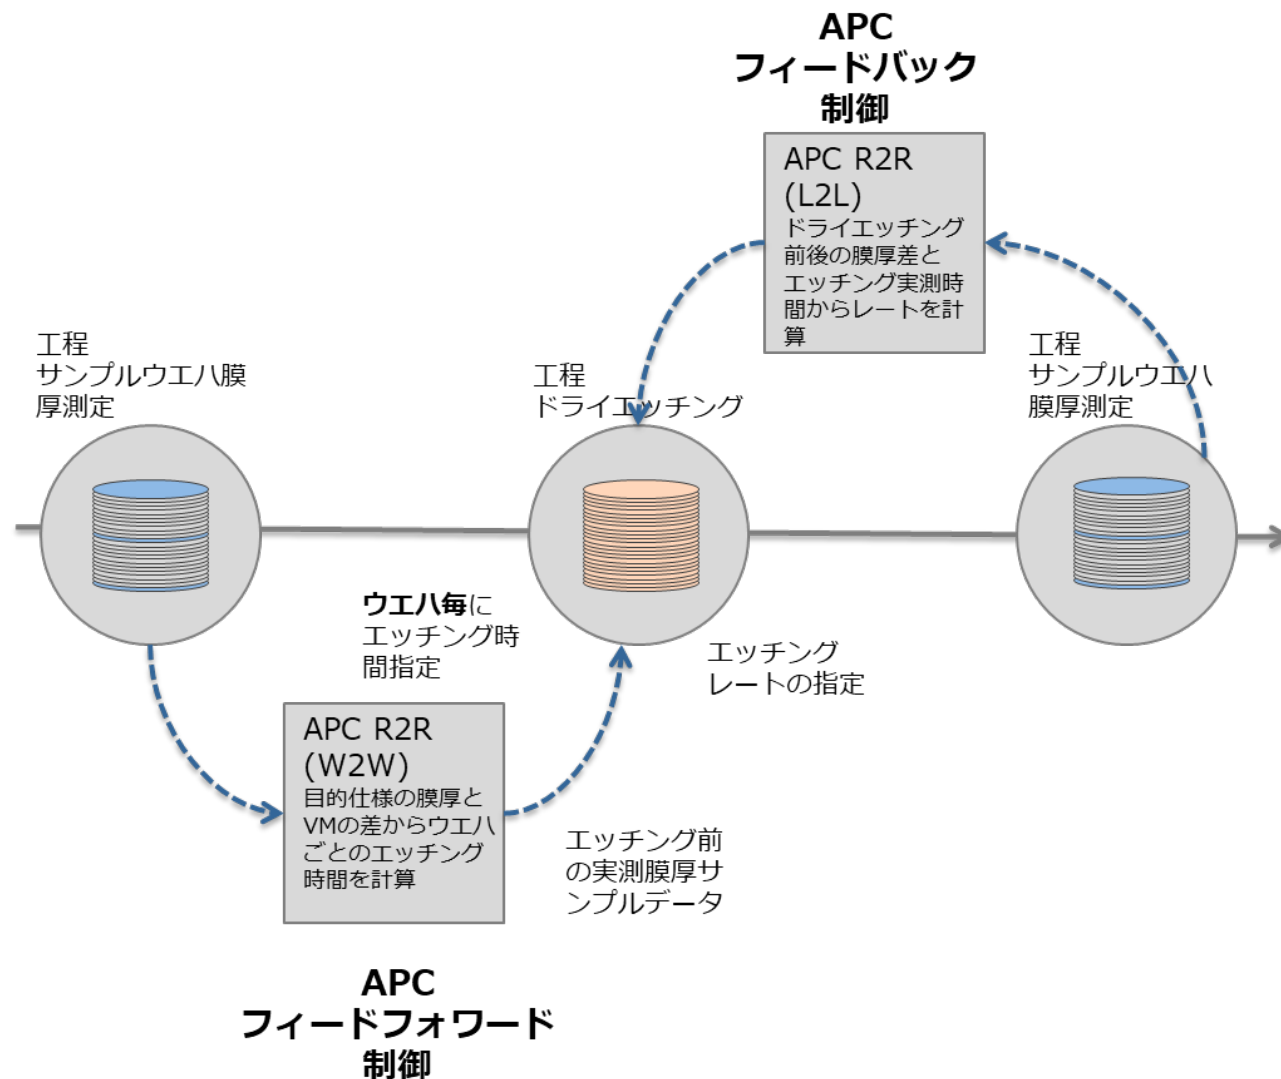 APC
フィードバック
制御
APC R2R
(L2L)
ドライエッチング
前後の膜厚差と
エッチング実測時
間からレートを計
算
工程
サンプルウエハ膜
厚測定
工程
ドライエッチング
工程
サンプルウエハ
膜厚測定
ウエハ毎に
エッチング時
間指定
エッチング
レートの指定
APC R2R
(W2W)
目的仕様の膜厚と
VMの差からウエハ
ごとのエッチング
時間を計算
エッチング前
の実測膜厚サ
ンプルデータ
APC
フィードフォワード
制御